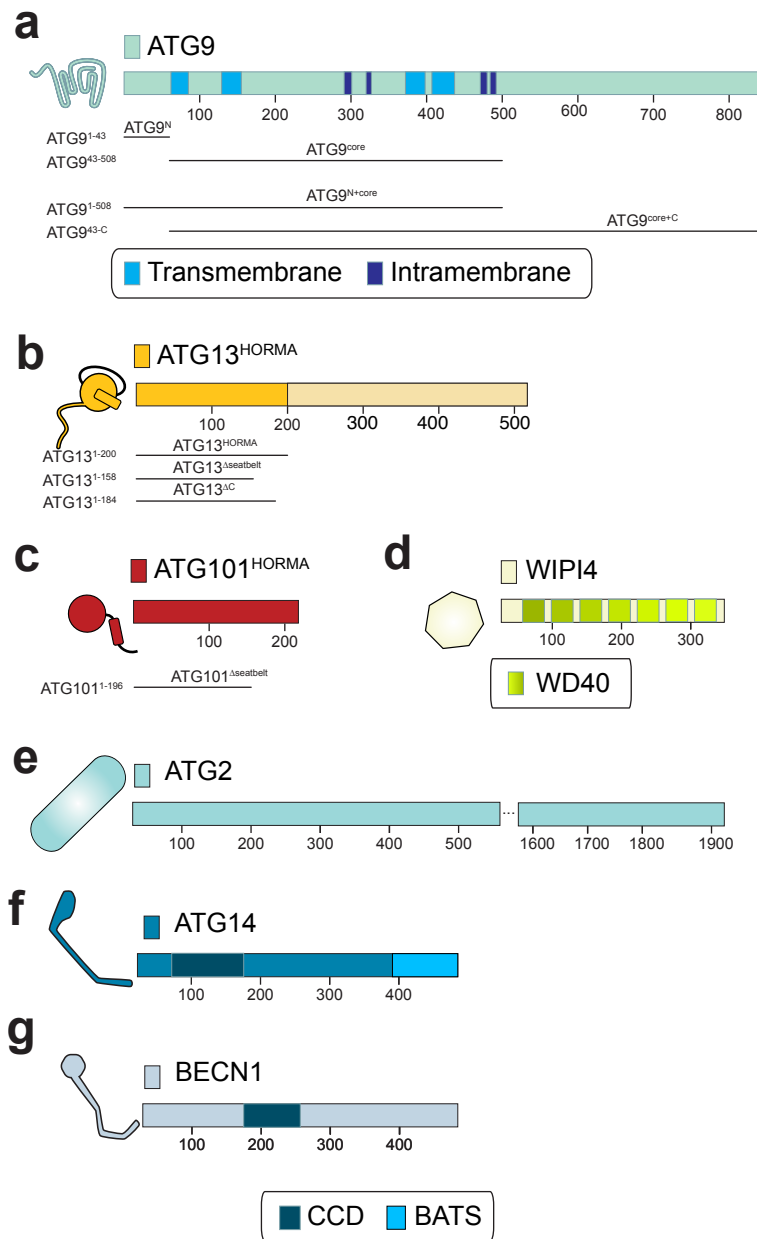 a
ATG9
100 200 300 400 500 600 700 800
ATG9^1-43 ATG9^N
ATG9^43-508 ATG9^core
ATG9^1-508 ATG9^N+core
ATG9^43-C ATG9^core+C
Transmembrane Intramembrane
b
ATG13^HORMA
100 200 300 400 500
ATG13^1-200 ATG13^HORMA
ATG13^1-158 ATG13^Δseatbelt
ATG13^1-184 ATG13^ΔC
c
ATG101^HORMA
100 200
ATG101^1-196 ATG101^Δseatbelt
d
WIPI4
100 200 300
WD40
e
ATG2
...
100 200 300 400 500 1600 1700 1800 1900
f
ATG14
100 200 300 400
g
BECN1
100 200 300 400
CCD BATS